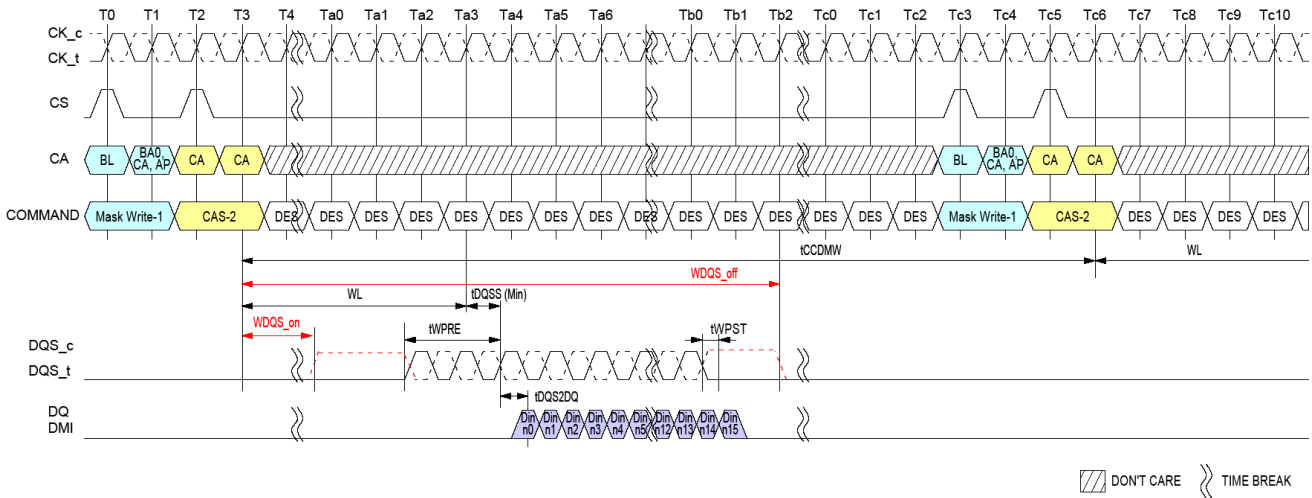 T0 T1 T2 T3 T4 Ta0 Ta1 Ta2 Ta3 Ta4 Ta5 Ta6 Tb0 Tb1 Tb2 Tc0 Tc1 Tc2 Tc3 Tc4 Tc5 Tc6 Tc7 Tc8 Tc9 Tc10
CK_c
CK_t
CS
CA BL BA0, CA, AP CA CA BL BA0, CA, AP CA CA
COMMAND Mask Write-1 CAS-2 DES DES DES DES DES DES DES DES DES DES DES DES DES DES DES Mask Write-1 CAS-2 DES DES DES DES
tCCDMW WL
WDQS_off
WL tDQSS (Min)
WDQS_on tWPRE tWPST
DQS_c
DQS_t
tDQS2DQ
DQ Din n0 Din n1 Din n2 Din n3 Din n4 Din n5 Din n12 Din n13 Din n14 Din n15
DMI
DON'T CARE TIME BREAK